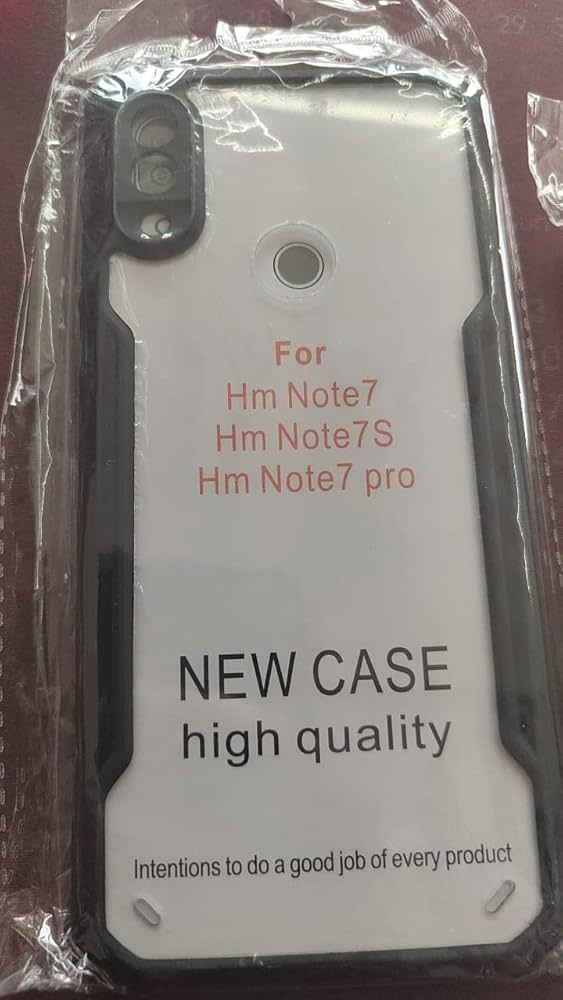 For
Hm Note7
Hm Note7S
Hm Note7 pro
NEW CASE
high quality
Intentions to do a good job of every product
29